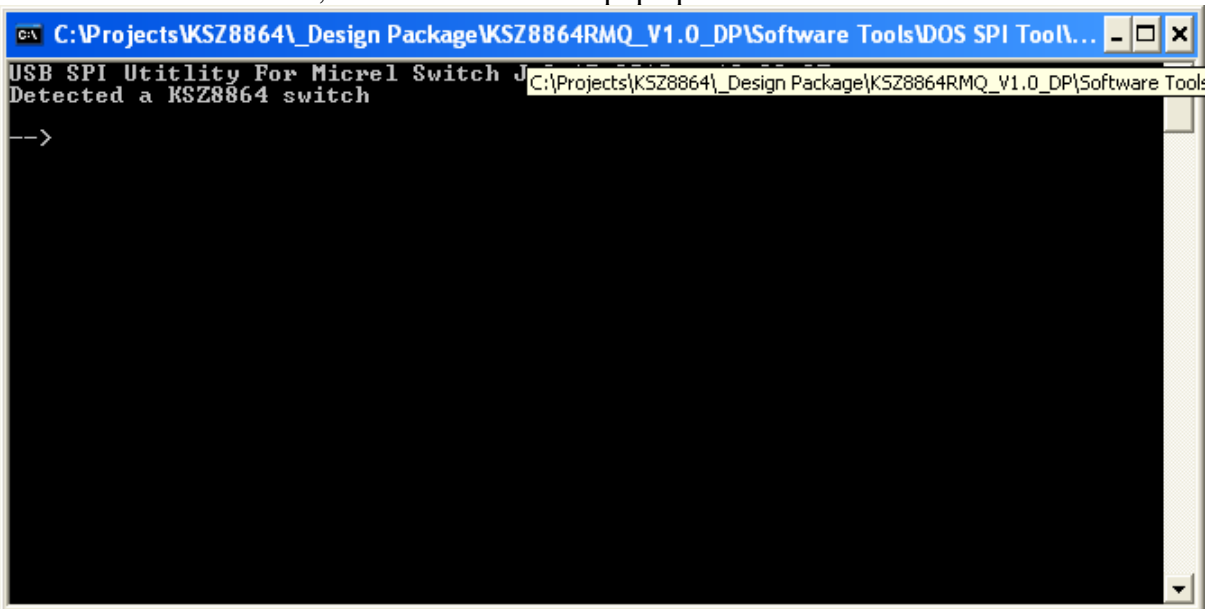 C:\Projects\KSZ8864\_Design Package\KSZ8864RMQ_V1.0_DP\Software Tools\DOS SPI Tool\...
USB SPI Utitlity For Micrel Switch
C:\Projects\KSZ8864\_Design Package\KSZ8864RMQ_V1.0_DP\Software Tools
Detected a KSZ8864 switch
-->